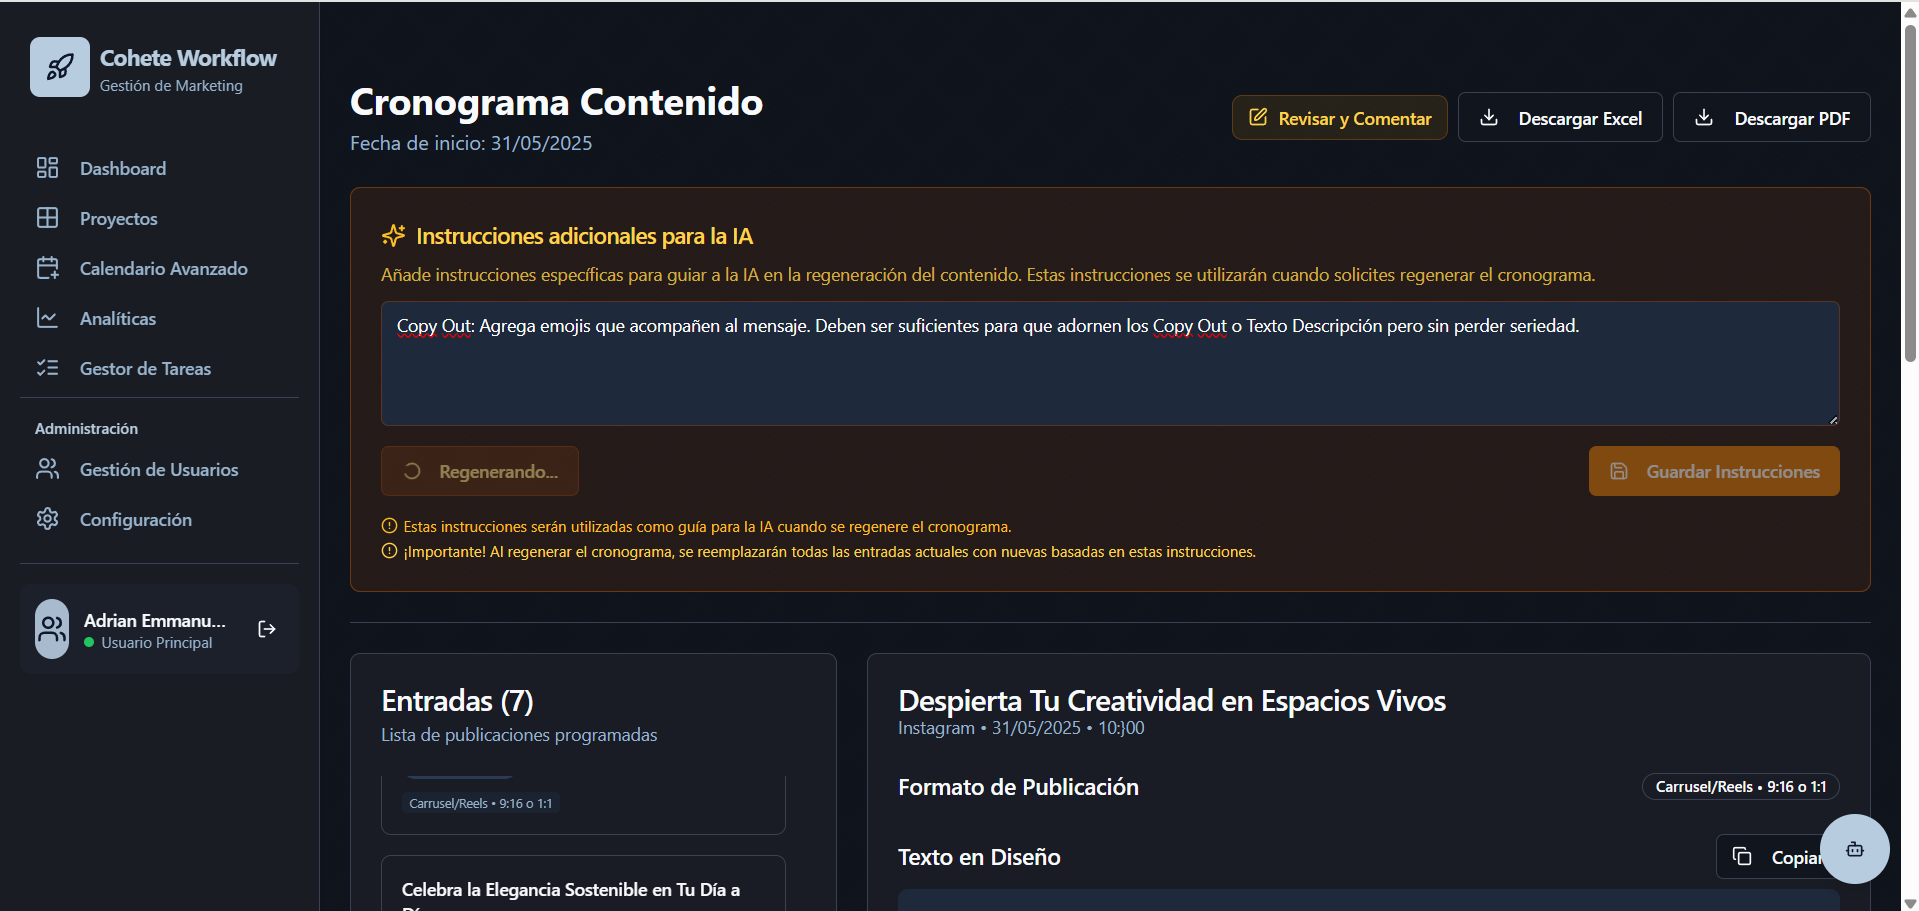 Cohete Workflow
Gestión de Marketing
Dashboard
Proyectos
Calendario Avanzado
Analíticas
Gestor de Tareas
Administración
Gestión de Usuarios
Configuración
Adrian Emmanu...
Usuario Principal
Cronograma Contenido
Fecha de inicio: 31/05/2025
Revisar y Comentar
Descargar Excel
Descargar PDF
Instrucciones adicionales para la IA
Añade instrucciones específicas para guiar a la IA en la regeneración del contenido. Estas instrucciones se utilizarán cuando solicites regenerar el cronograma.
Copy Out: Agrega emojis que acompañen al mensaje. Deben ser suficientes para que adornen los Copy Out o Texto Descripción pero sin perder seriedad.
Regenerando...
Guardar Instrucciones
Estas instrucciones serán utilizadas como guía para la IA cuando se regenere el cronograma.
¡Importante! Al regenerar el cronograma, se reemplazarán todas las entradas actuales con nuevas basadas en estas instrucciones.
Entradas (7)
Lista de publicaciones programadas
Carrusel/Reels • 9:16 o 1:1
Celebra la Elegancia Sostenible en Tu Día a
Despierta Tu Creatividad en Espacios Vivos
Instagram • 31/05/2025 • 10:}00
Formato de Publicación
Carrusel/Reels • 9:16 o 1:1
Texto en Diseño
Copiar